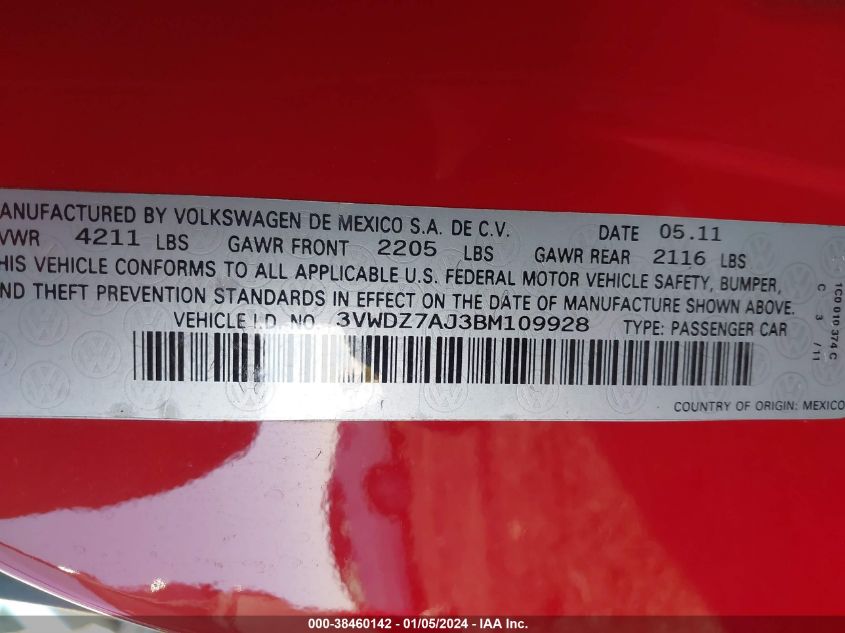 ANUFACTURED BY VOLKSWAGEN DE MEXICO S.A. DE C.V. DATE 05.11
VWR 4211 LBS GAWR FRONT 2205 LBS GAWR REAR 2116 LBS
HIS VEHICLE CONFORMS TO ALL APPLICABLE U.S. FEDERAL MOTOR VEHICLE SAFETY, BUMPER,
ND THEFT PREVENTION STANDARDS IN EFFECT ON THE DATE OF MANUFACTURE SHOWN ABOVE.
VEHICLE I.D. NO. 3VWDZ7AJ3BM109928 TYPE: PASSENGER CAR
COUNTRY OF ORIGIN: MEXICO
1C0 010 374 C
C 3 /11
000-38460142 - 01/05/2024 - IAA Inc.